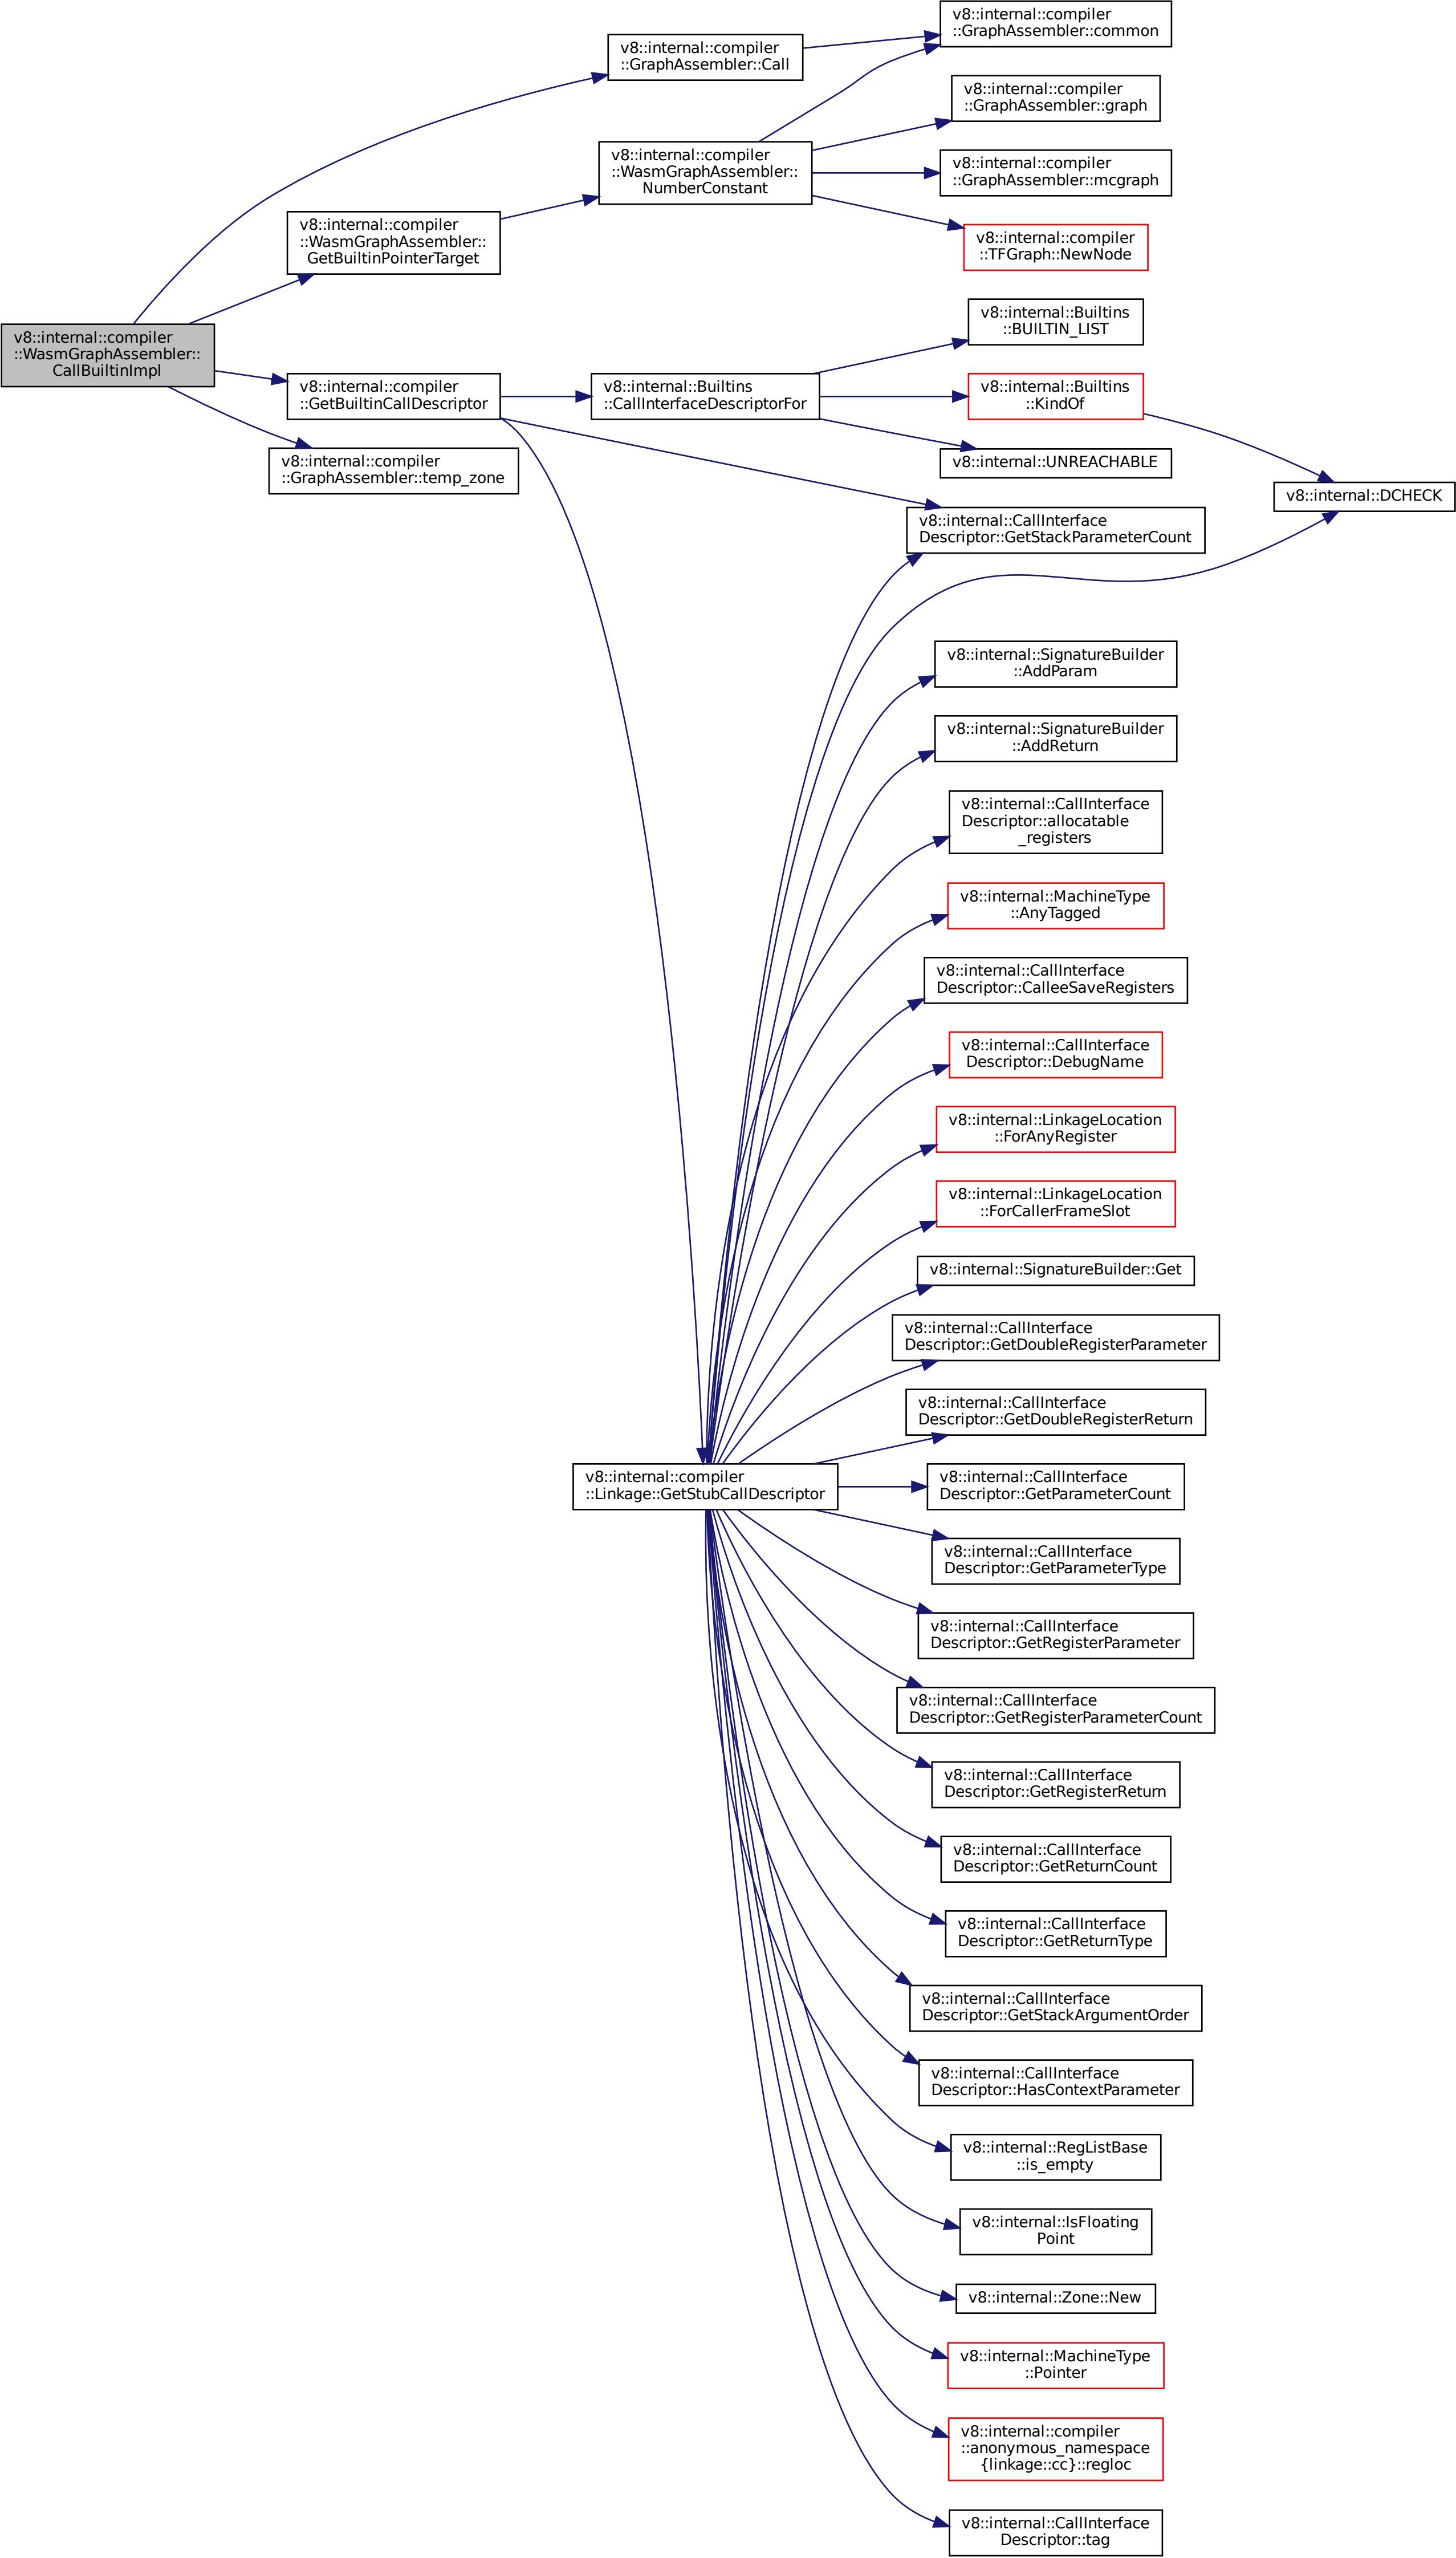 v8::internal::compiler
::GraphAssembler::common
v8::internal::compiler
::GraphAssembler::Call
v8::internal::compiler
::GraphAssembler::graph
v8::internal::compiler
::WasmGraphAssembler::
NumberConstant
v8::internal::compiler
::GraphAssembler::mcgraph
v8::internal::compiler
::WasmGraphAssembler::
GetBuiltinPointerTarget
v8::internal::compiler
::TFGraph::NewNode
v8::internal::Builtins
::BUILTIN_LIST
v8::internal::compiler
::WasmGraphAssembler::
CallBuiltinImpl
v8::internal::compiler
::GetBuiltinCallDescriptor
v8::internal::Builtins
::CallInterfaceDescriptorFor
v8::internal::Builtins
::KindOf
v8::internal::UNREACHABLE
v8::internal::compiler
::GraphAssembler::temp_zone
v8::internal::DCHECK
v8::internal::CallInterface
Descriptor::GetStackParameterCount
v8::internal::SignatureBuilder
::AddParam
v8::internal::SignatureBuilder
::AddReturn
v8::internal::CallInterface
Descriptor::allocatable
_registers
v8::internal::MachineType
::AnyTagged
v8::internal::CallInterface
Descriptor::CalleeSaveRegisters
v8::internal::CallInterface
Descriptor::DebugName
v8::internal::LinkageLocation
::ForAnyRegister
v8::internal::LinkageLocation
::ForCallerFrameSlot
v8::internal::SignatureBuilder::Get
v8::internal::CallInterface
Descriptor::GetDoubleRegisterParameter
v8::internal::CallInterface
Descriptor::GetDoubleRegisterReturn
v8::internal::compiler
::Linkage::GetStubCallDescriptor
v8::internal::CallInterface
Descriptor::GetParameterCount
v8::internal::CallInterface
Descriptor::GetParameterType
v8::internal::CallInterface
Descriptor::GetRegisterParameter
v8::internal::CallInterface
Descriptor::GetRegisterParameterCount
v8::internal::CallInterface
Descriptor::GetRegisterReturn
v8::internal::CallInterface
Descriptor::GetReturnCount
v8::internal::CallInterface
Descriptor::GetReturnType
v8::internal::CallInterface
Descriptor::GetStackArgumentOrder
v8::internal::CallInterface
Descriptor::HasContextParameter
v8::internal::RegListBase
::is_empty
v8::internal::IsFloating
Point
v8::internal::Zone::New
v8::internal::MachineType
::Pointer
v8::internal::compiler
::anonymous_namespace
{linkage::cc}::regloc
v8::internal::CallInterface
Descriptor::tag